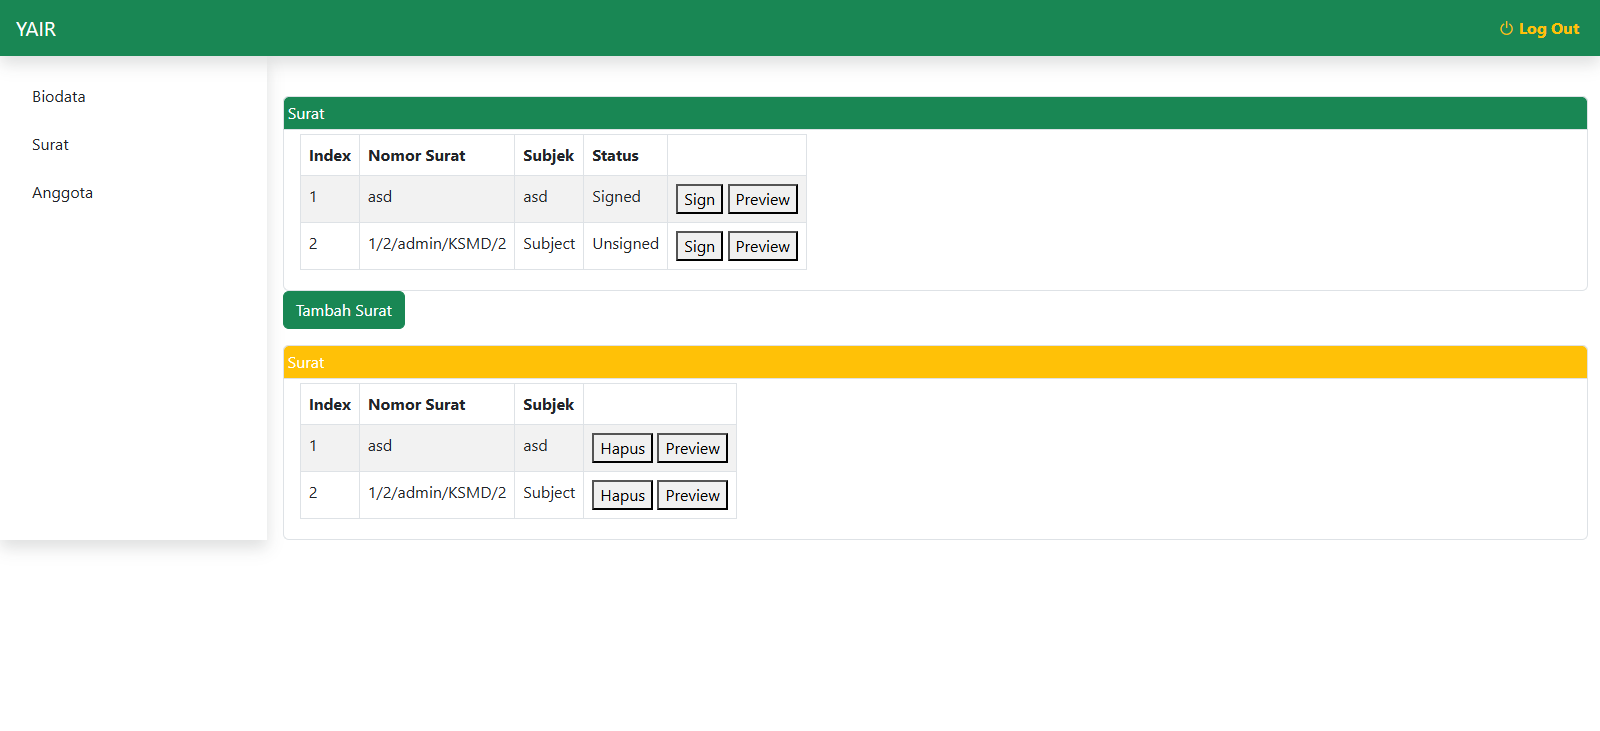 YAIR
Log Out
Biodata
Surat
Anggota
Surat
Index Nomor Surat Subjek Status
1 asd asd Signed Sign Preview
2 1/2/admin/KSMD/2 Subject Unsigned Sign Preview
Tambah Surat
Surat
Index Nomor Surat Subjek
1 asd asd Hapus Preview
2 1/2/admin/KSMD/2 Subject Hapus Preview